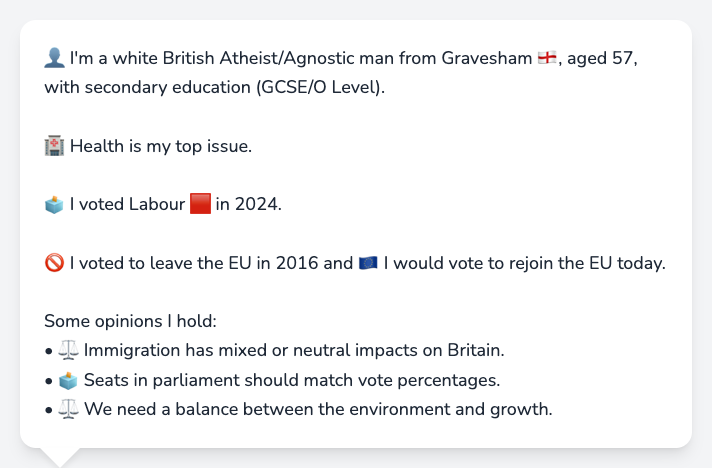 👤 I'm a white British Atheist/Agnostic man from Gravesham 🏴󠁧󠁢󠁥󠁮󠁧󠁿, aged 57,
with secondary education (GCSE/O Level).
🏥 Health is my top issue.
🗳️ I voted Labour 🟥 in 2024.
🚫 I voted to leave the EU in 2016 and 🇪🇺 I would vote to rejoin the EU today.
Some opinions I hold:
• ⚖️ Immigration has mixed or neutral impacts on Britain.
• 🗳️ Seats in parliament should match vote percentages.
• ⚖️ We need a balance between the environment and growth.